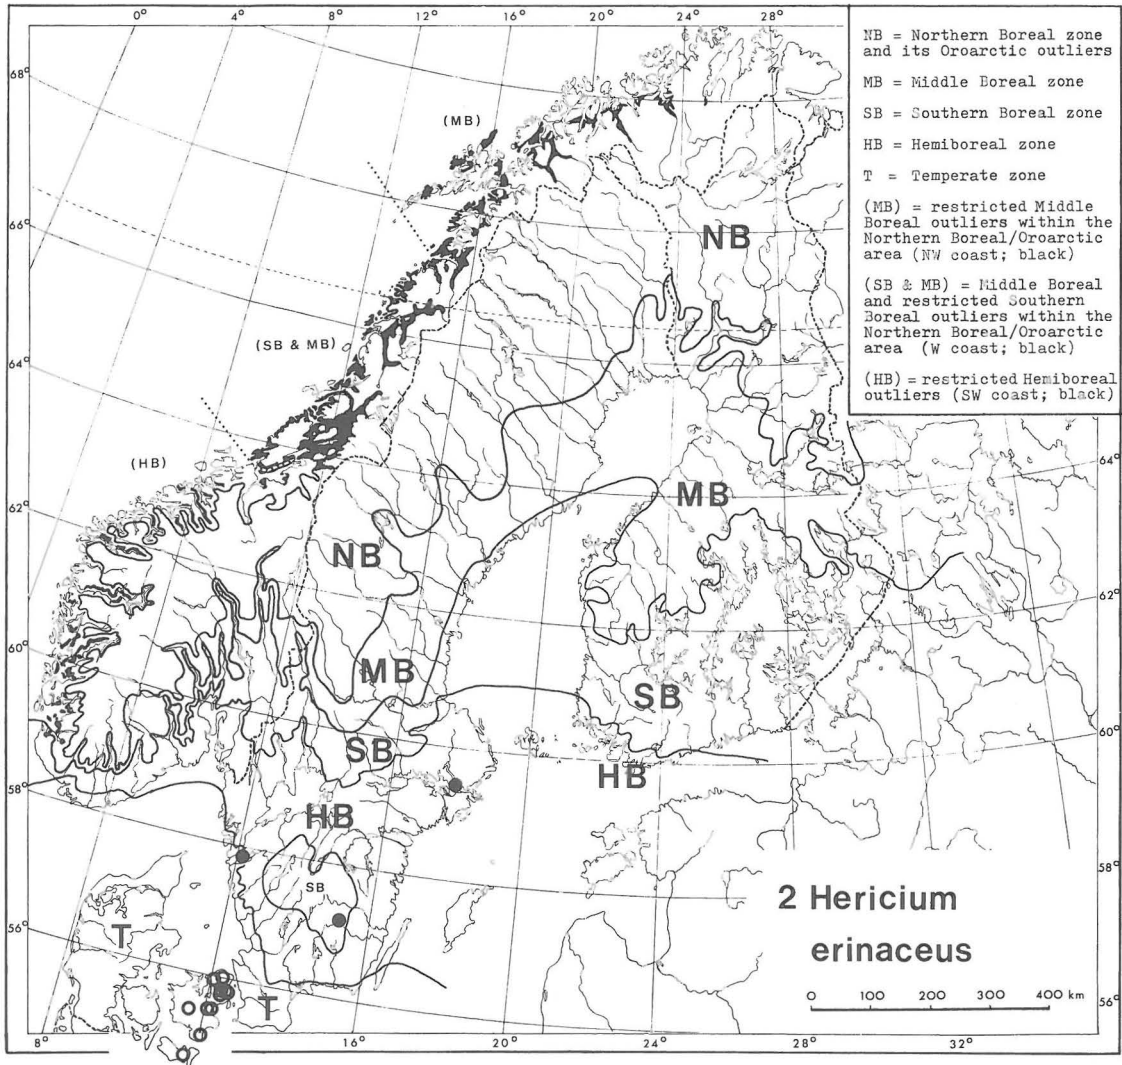 0° 4° 8° 12° 16° 20° 24° 28°
NB = Northern Boreal zone
and its Oroarctic outliers
MB = Middle Boreal zone
SB = Southern Boreal zone
HB = Hemiboreal zone
T = Temperate zone
(MB) = restricted Middle
Boreal outliers within the
Northern Boreal/Oroarctic
area (NW coast; black)
(SB & MB) = Middle Boreal
and restricted Southern
Boreal outliers within the
Northern Boreal/Oroarctic
area (W coast; black)
(HB) = restricted Hemiboreal
outliers (SW coast; black)
68°
(MB)
66°
NB
(SB & MB)
64°
(HB)
64°
62°
MB
NB
62°
60°
MB
SB
60°
SB
HB
58°
HB
58°
SB
2 Hericium
erinaceus
56°
T
T
0 100 200 300 400 km
56°
8° 16° 20° 24° 28° 32°